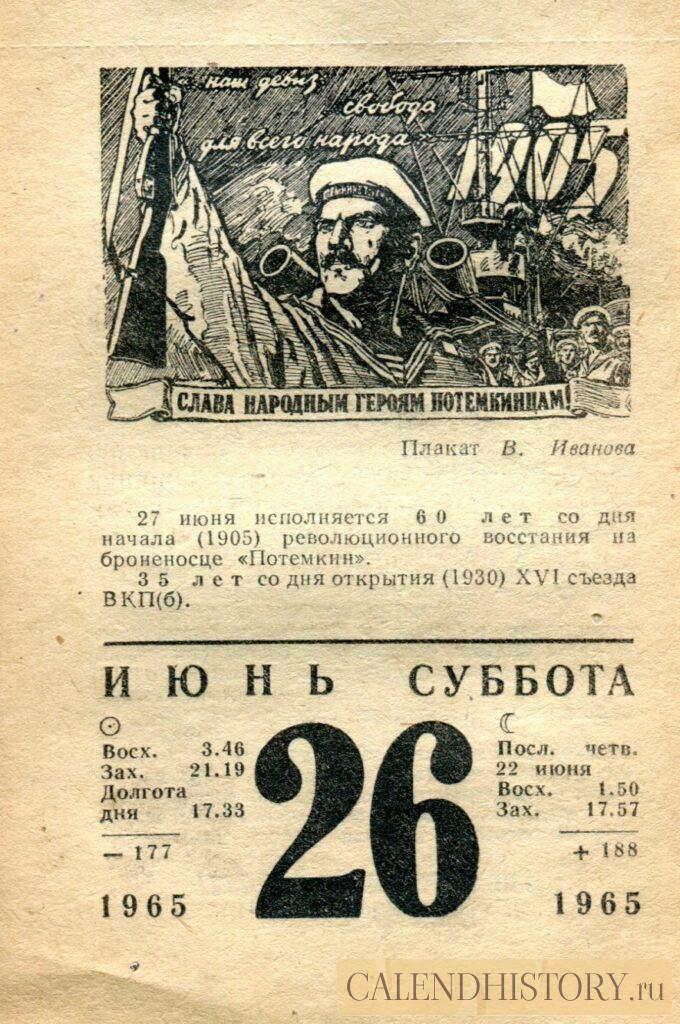 наш девиз
свобода
для всего народа
1905
СЛАВА НАРОДНЫМ ГЕРОЯМ ПОТЕМКИНЦАМ!
Плакат В. Иванова
27 июня исполняется 60 лет со дня
начала (1905) революционного восстания на
броненосце «Потемкин».
35 лет со дня открытия (1930) XVI съезда
ВКП(б).
ИЮНЬ СУББОТА
Восх. 3.46
Зах. 21.19
Долгота
дня 17.33
— 177
1965
26
☾
Посл. четв.
22 июня
Восх. 1.50
Зах. 17.57
+ 188
1965
CALENDHISTORY.ru